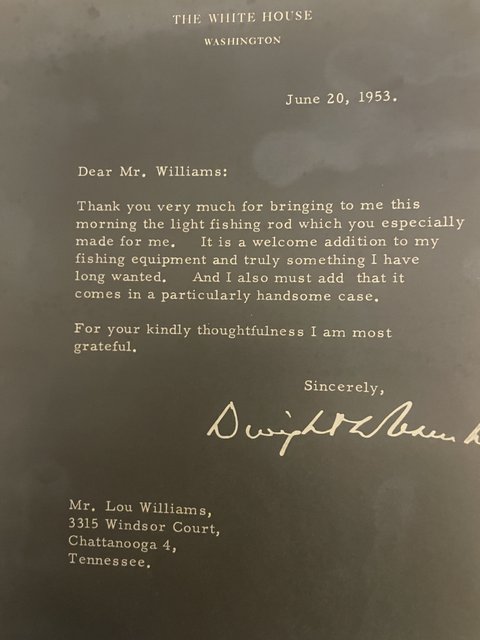 THE WHITE HOUSE
WASHINGTON
June 20, 1953.
Dear Mr. Williams:
Thank you very much for bringing to me this
morning the light fishing rod which you especially
made for me. It is a welcome addition to my
fishing equipment and truly something I have
long wanted. And I also must add that it
comes in a particularly handsome case.
For your kindly thoughtfulness I am most
grateful.
Sincerely,
Dwight
Mr. Lou Williams,
3315 Windsor Court,
Chattanooga 4,
Tennessee.